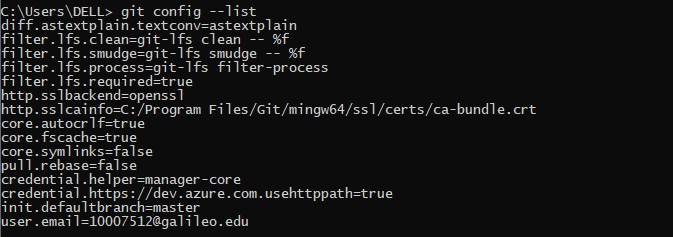 C:\Users\DELL> git config --list
diff.astextplain.textconv=astextplain
filter.lfs.clean=git-lfs clean -- %f
filter.lfs.smudge=git-lfs smudge -- %f
filter.lfs.process=git-lfs filter-process
filter.lfs.required=true
http.sslbackend=openssl
http.sslcainfo=C:/Program Files/Git/mingw64/ssl/certs/ca-bundle.crt
core.autocrlf=true
core.fscache=true
core.symlinks=false
pull.rebase=false
credential.helper=manager-core
credential.https://dev.azure.com.usehttppath=true
init.defaultbranch=master
user.email=10007512@galileo.edu